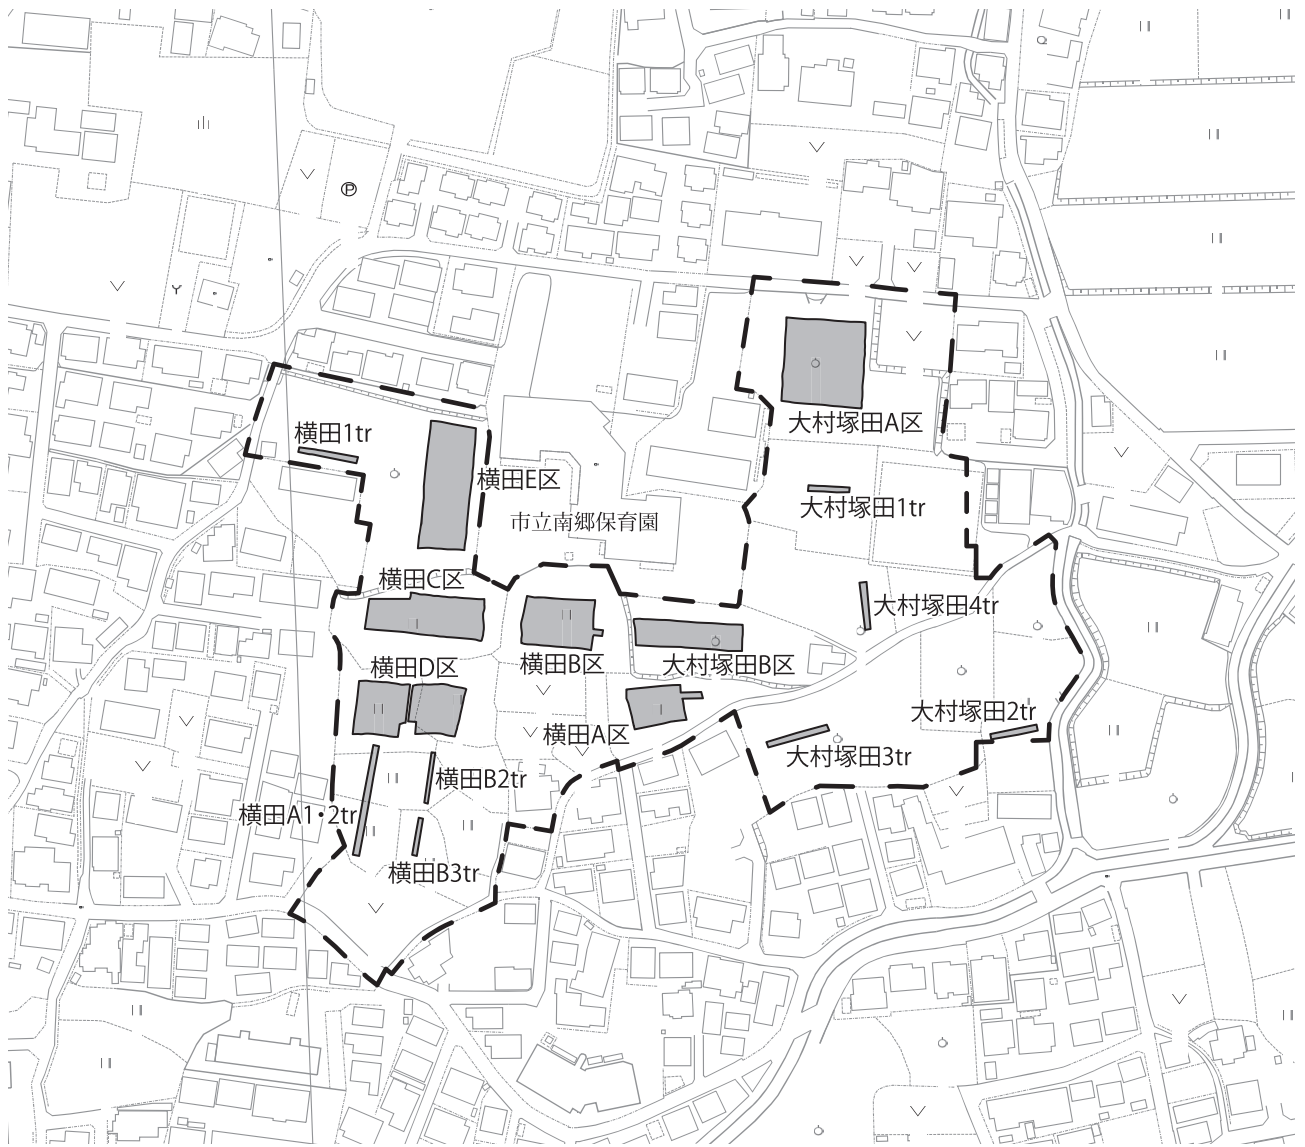 Ⓟ
大村塚田A区
横田1tr
横田E区
大村塚田1tr
市立南郷保育園
横田C区
大村塚田4tr
横田D区
横田B区
大村塚田B区
大村塚田2tr
横田A区
大村塚田3tr
横田B2tr
横田A1・2tr
横田B3tr